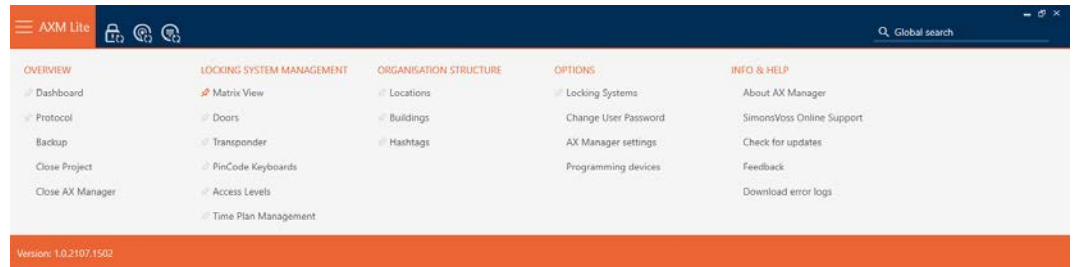 AXM Lite
Global search
OVERVIEW
Dashboard
Protocol
Backup
Close Project
Close AX Manager
LOCKING SYSTEM MANAGEMENT
Matrix View
Doors
Transponder
PinCode Keyboards
Access Levels
Time Plan Management
ORGANISATION STRUCTURE
Locations
Buildings
Hashtags
OPTIONS
Locking Systems
Change User Password
AX Manager settings
Programming devices
INFO & HELP
About AX Manager
SimonsVoss Online Support
Check for updates
Feedback
Download error logs
Version: 1.0.2107.1502